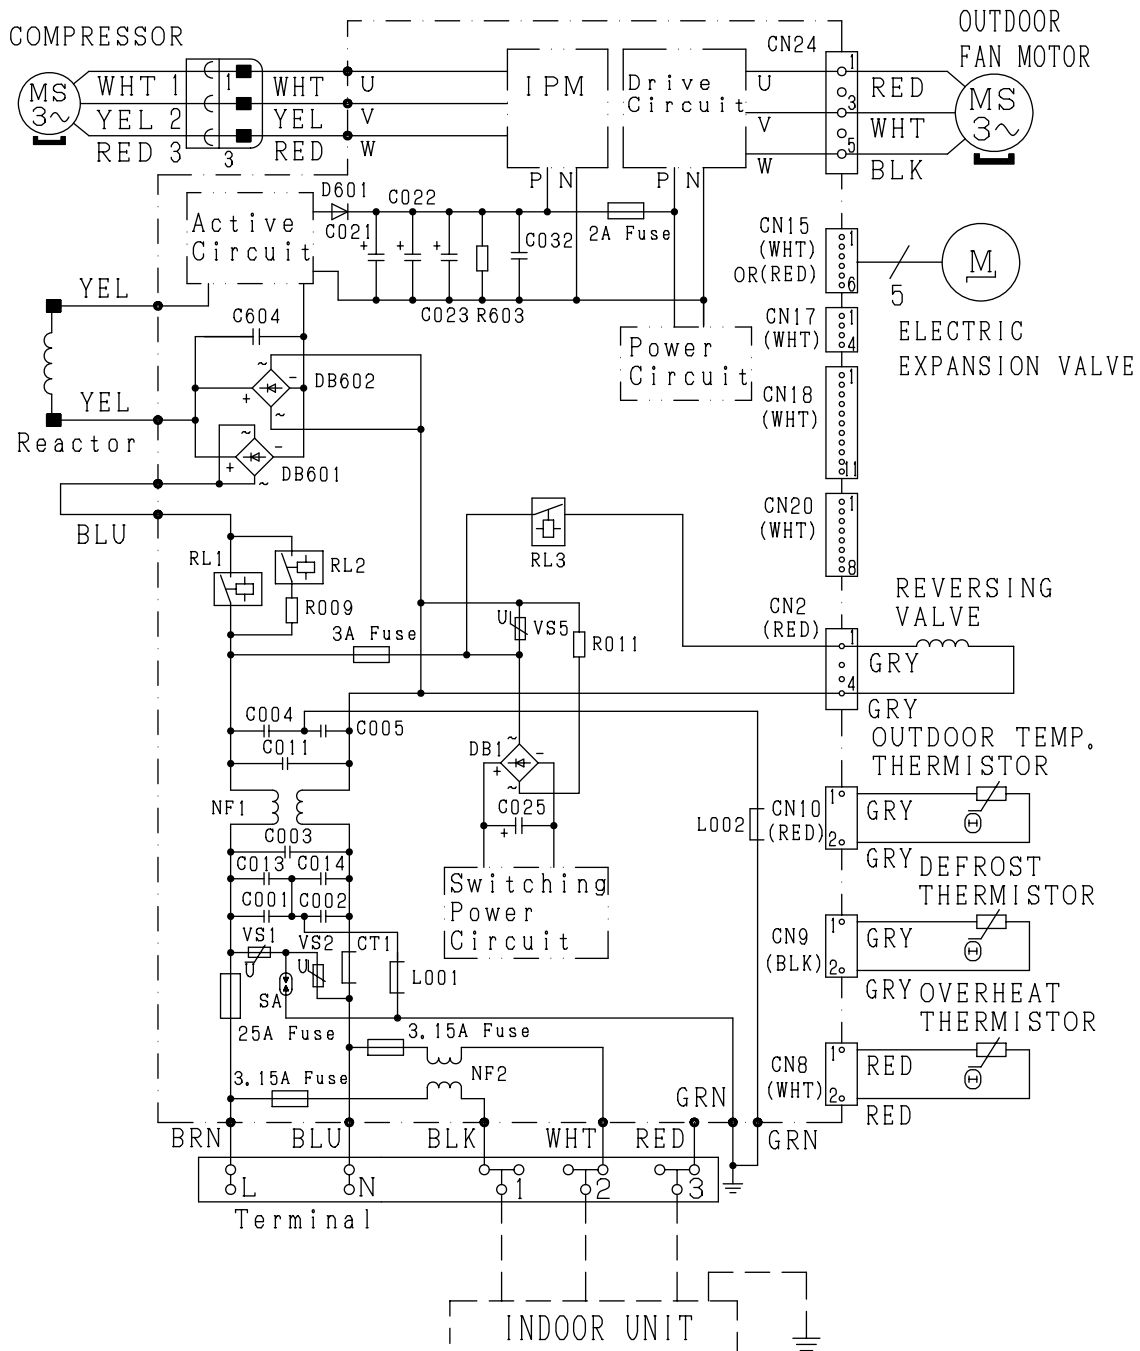 COMPRESSOR
MS
3~
WHT 1
YEL 2
RED 3
1
3
WHT
YEL
RED
U
V
W
IPM
P N
Drive
Circuit
P N
U
V
W
CN24
1
3
5
RED
WHT
BLK
OUTDOOR
FAN MOTOR
MS
3~
Active
Circuit
D601
C021
C022
+
+
+
C023
R603
C032
2A Fuse
CN15
(WHT)
OR(RED)
1
6
5
M
ELECTRIC
EXPANSION VALVE
YEL
YEL
Reactor
C604
~
-
+
~
DB602
~
-
+
~
DB601
Power
Circuit
CN17
(WHT)
1
4
CN18
(WHT)
1
11
CN20
(WHT)
1
8
BLU
RL1
RL2
R009
RL3
3A Fuse
U
VS5
R011
CN2
(RED)
1
4
REVERSING
VALVE
GRY
GRY
C004
C005
C011
NF1
C003
C013
C014
C001
C002
VS1
U
VS2
U
CT1
SA
L001
25A Fuse
DB1
~
-
+
~
C025
+
Switching
Power
Circuit
L002
OUTDOOR TEMP.
THERMISTOR
CN10
(RED)
1
2
GRY
GRY
Θ
DEFROST
THERMISTOR
CN9
(BLK)
1
2
GRY
GRY
Θ
OVERHEAT
THERMISTOR
CN8
(WHT)
1
2
RED
RED
Θ
3.15A Fuse
3.15A Fuse
NF2
BRN
BLU
BLK
WHT
RED
GRN
GRN
L
N
1
2
3
Terminal
INDOOR UNIT